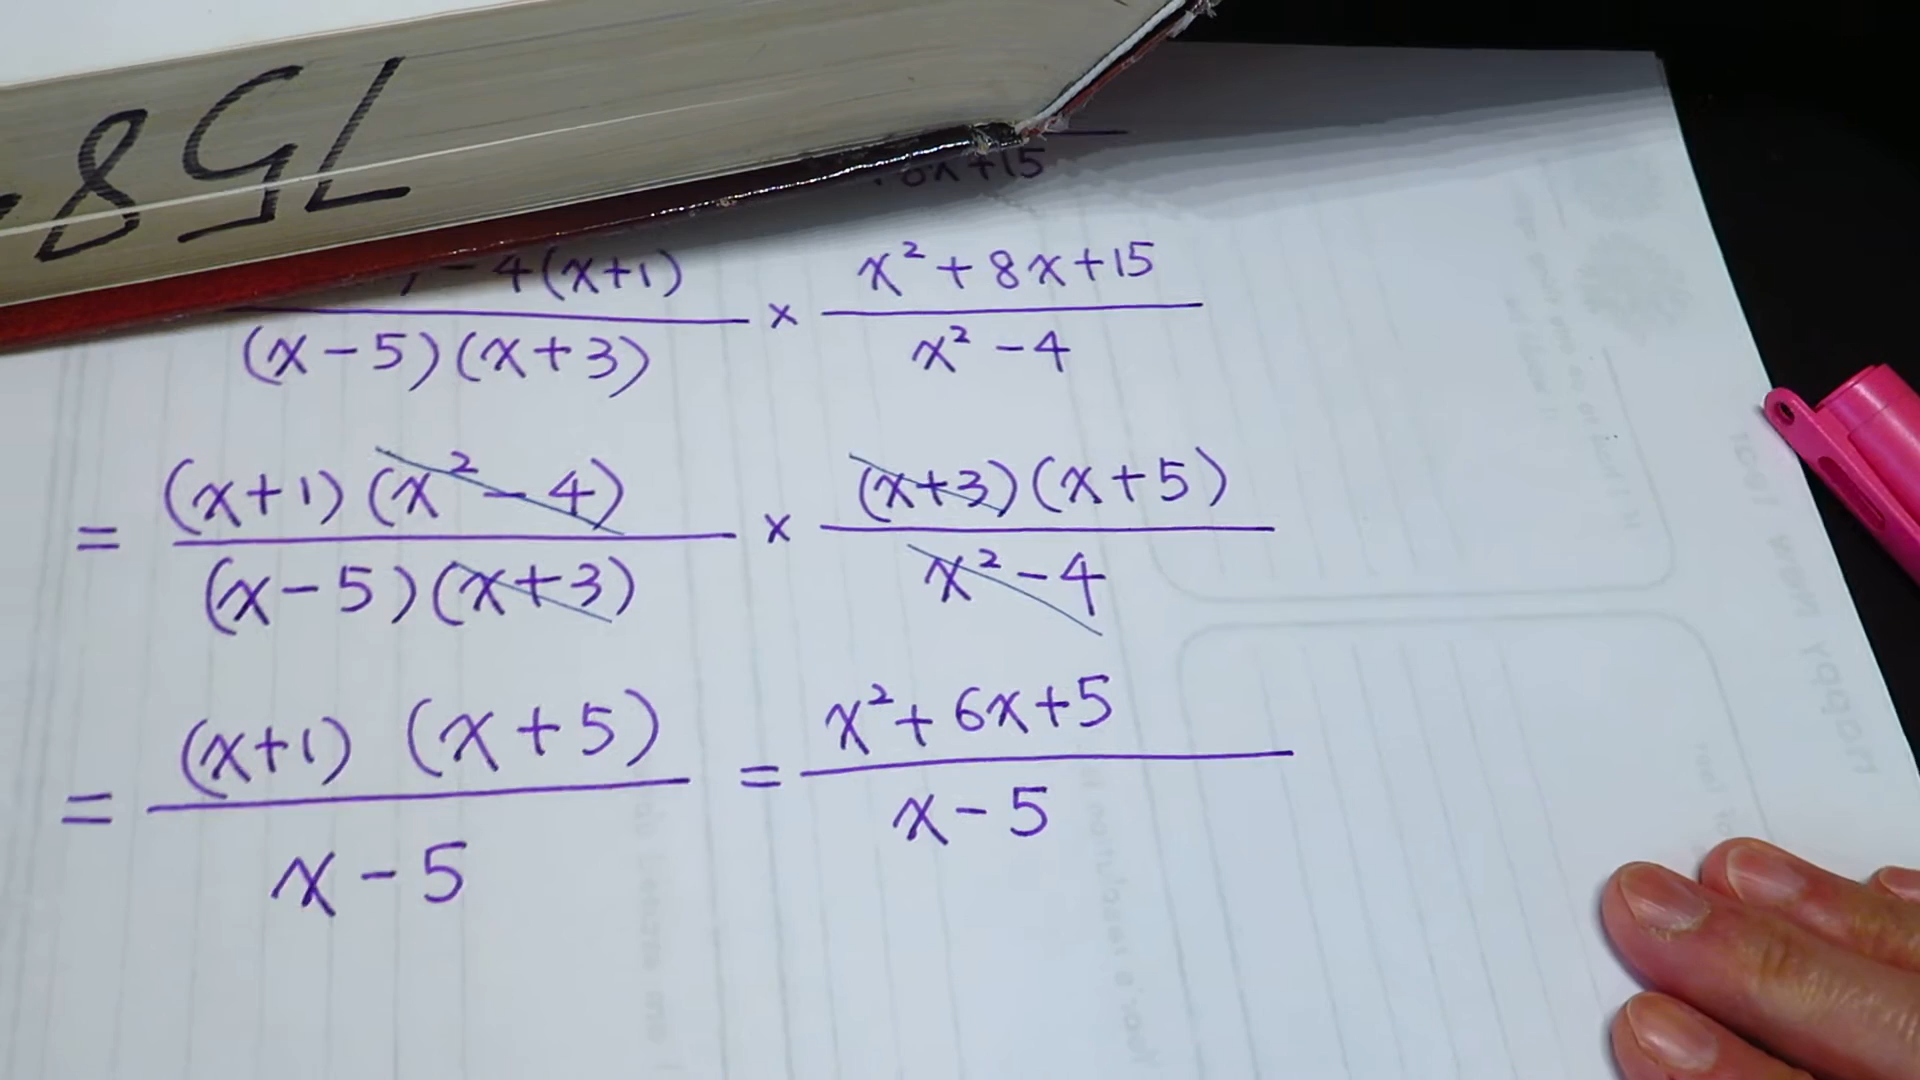 758
8x+15
- 4(x+1) / (x-5)(x+3) × x²+8x+15 / x²-4
= (x+1)(x²-4) / (x-5)(x+3) × (x+3)(x+5) / x²-4
= (x+1) (x+5) / x-5 = x²+6x+5 / x-5